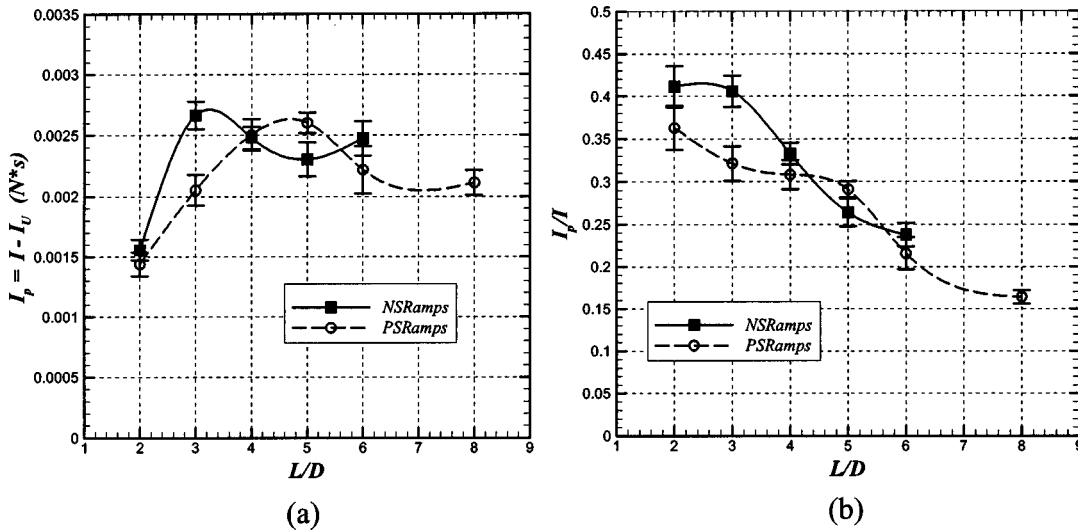 0.0035
0.003
0.0025
0.002
0.0015
0.001
0.0005
0
I_p = I - I_U (N*s)
NSRamps
PSRamps
1 2 3 4 5 6 7 8 9
L/D
(a)
0.5
0.45
0.4
0.35
0.3
0.25
0.2
0.15
0.1
0.05
0
I_p/I
NSRamps
PSRamps
1 2 3 4 5 6 7 8 9
L/D
(b)